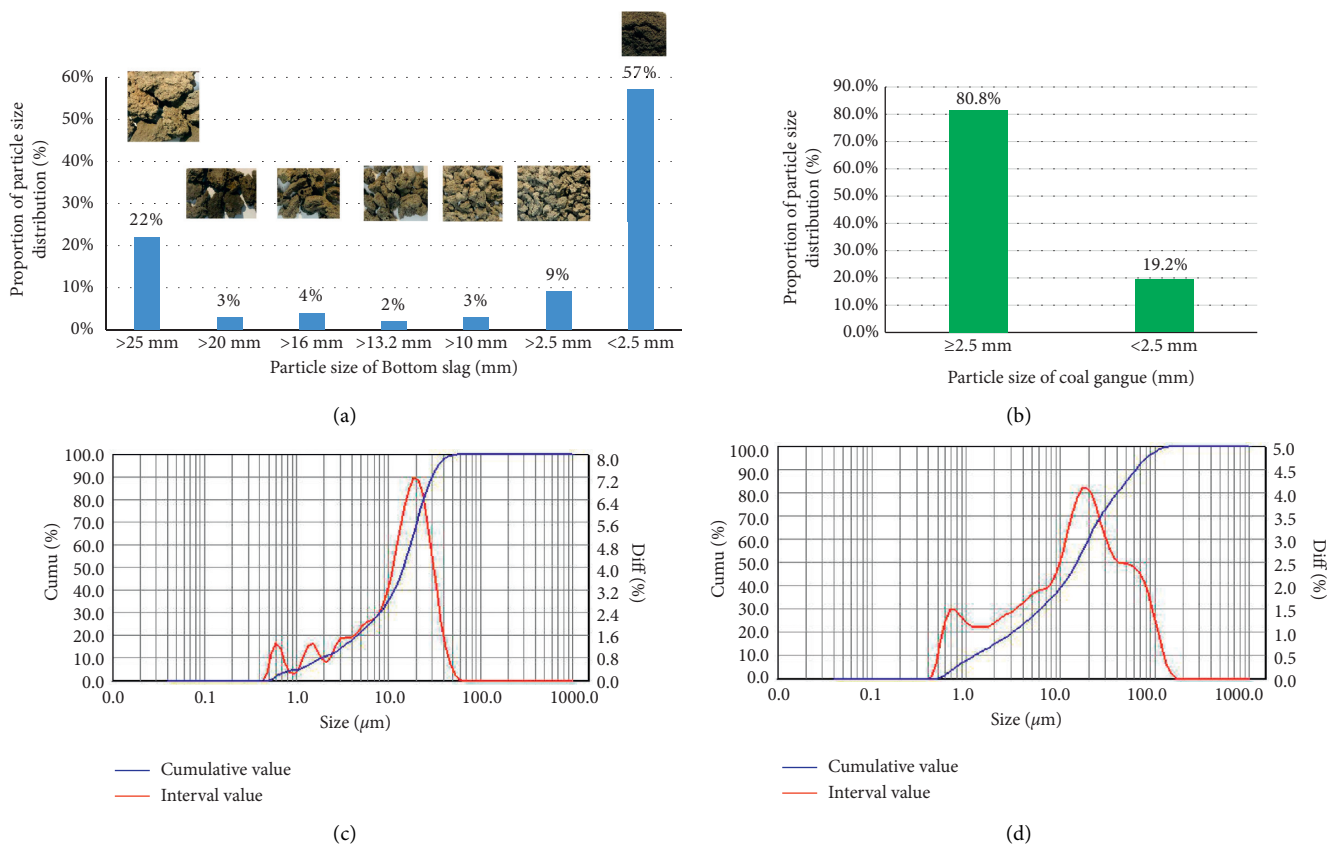 Proportion of particle size
distribution (%)
60%
50%
40%
30%
20%
10%
0%
22%
3%
4%
2%
3%
9%
57%
>25 mm >20 mm >16 mm >13.2 mm >10 mm >2.5 mm <2.5 mm
Particle size of Bottom slag (mm)
(a)
Proportion of particle size
distribution (%)
90.0%
80.0%
70.0%
60.0%
50.0%
40.0%
30.0%
20.0%
10.0%
0.0%
80.8%
19.2%
≥2.5 mm <2.5 mm
Particle size of coal gangue (mm)
(b)
Cumu (%)
100.0
90.0
80.0
70.0
60.0
50.0
40.0
30.0
20.0
10.0
0.0
8.0
7.2
6.4
5.6
4.8
4.0
3.2
2.4
1.6
0.8
0.0
Diff (%)
0.0 0.1 1.0 10.0 100.0 1000.0
Size (µm)
Cumulative value
Interval value
(c)
Cumu (%)
100.0
90.0
80.0
70.0
60.0
50.0
40.0
30.0
20.0
10.0
0.0
5.0
4.5
4.0
3.5
3.0
2.5
2.0
1.5
1.0
0.5
0.0
Diff (%)
0.0 0.1 1.0 10.0 100.0 1000.0
Size (µm)
Cumulative value
Interval value
(d)